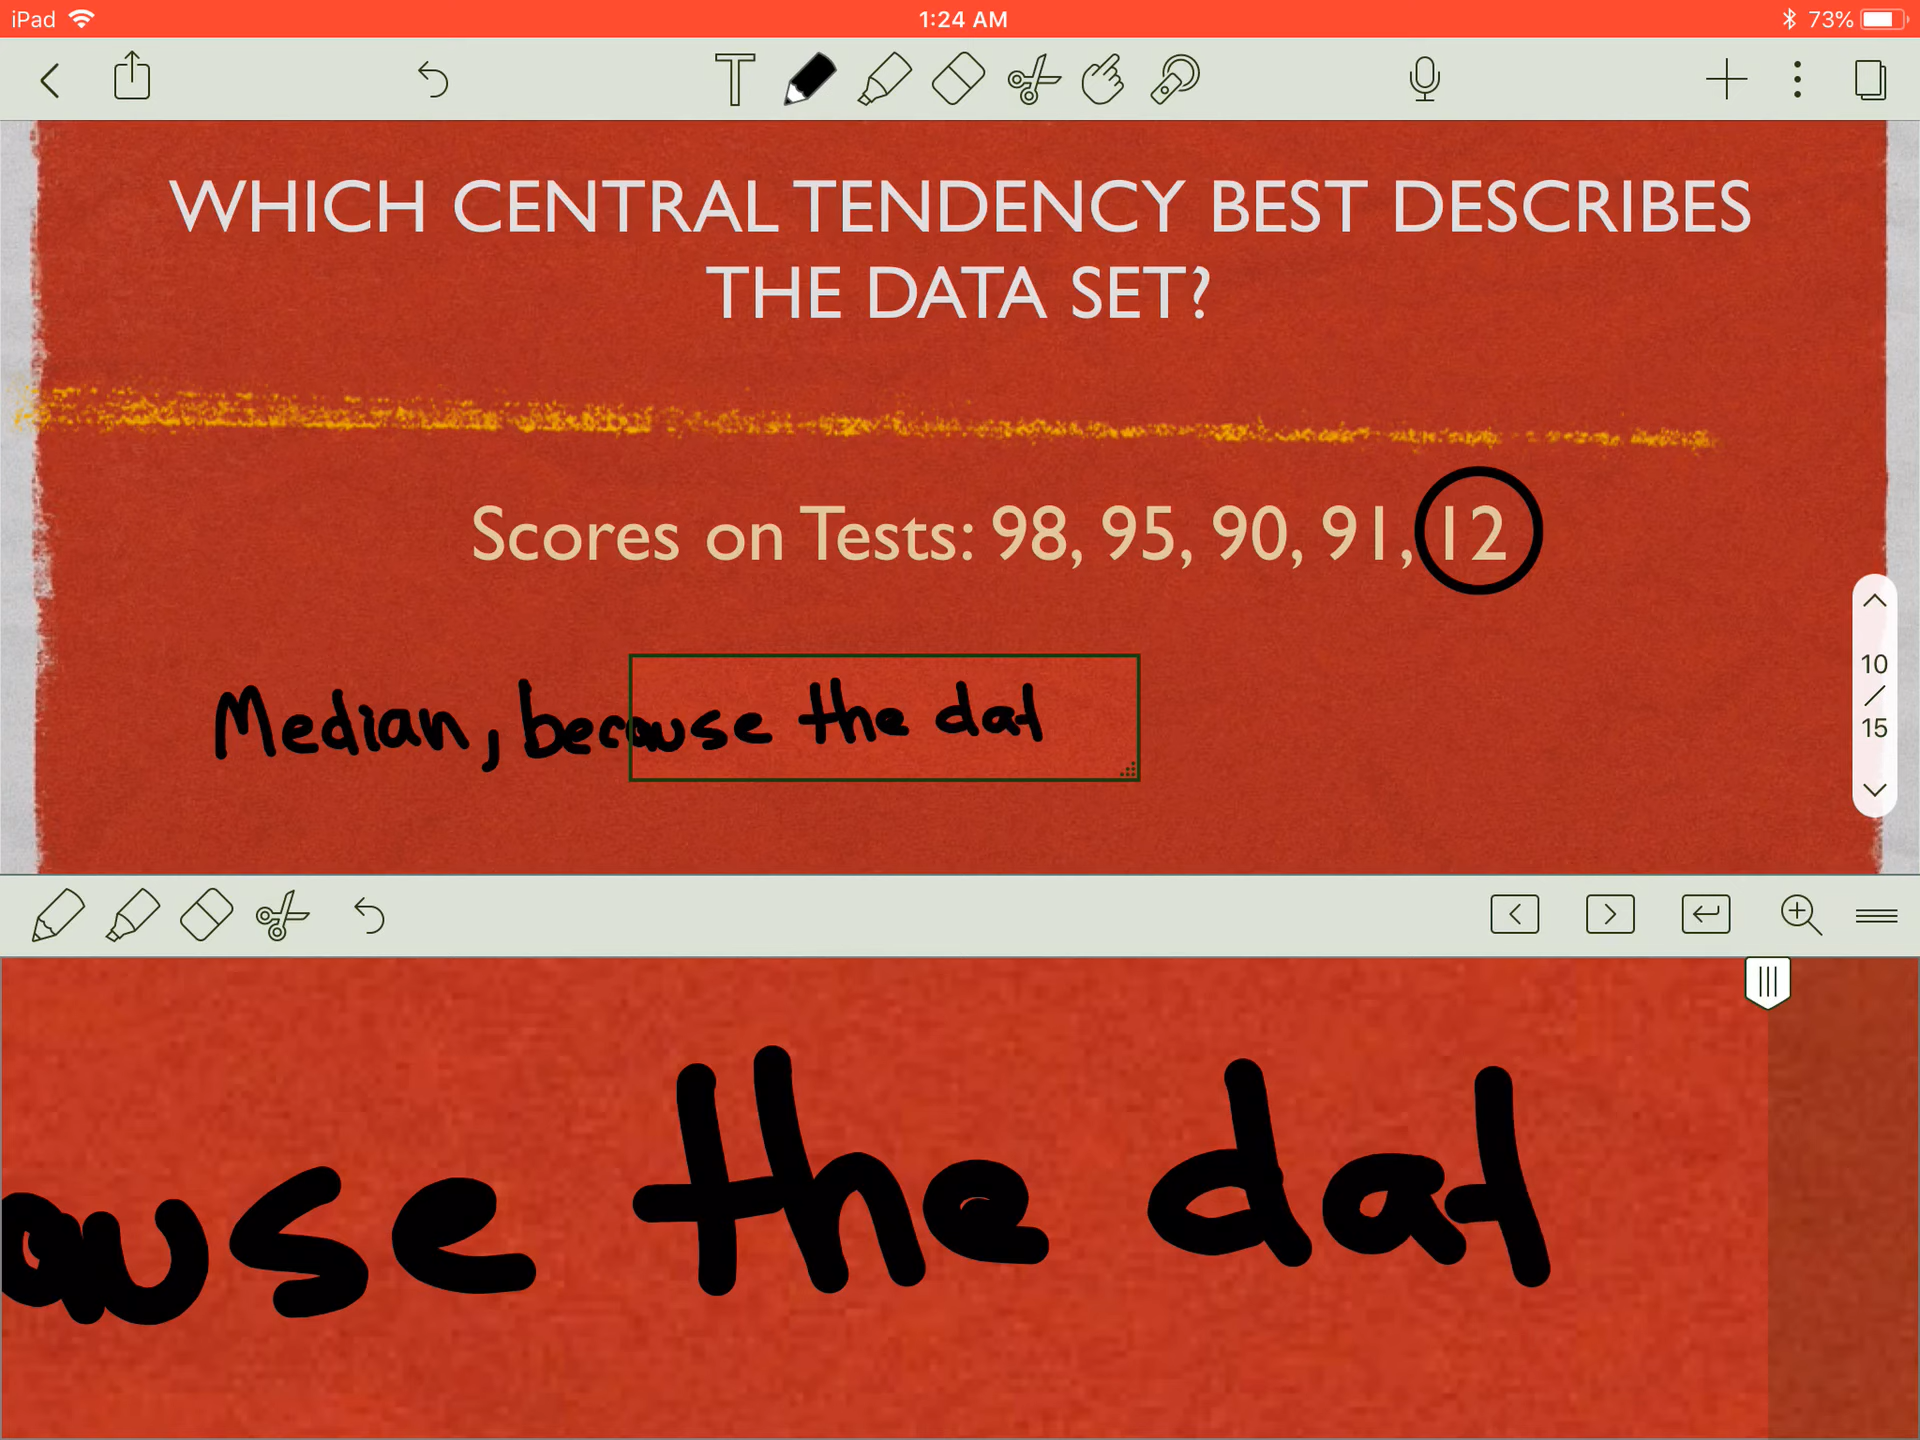 iPad 1:24 AM 73%
WHICH CENTRAL TENDENCY BEST DESCRIBES
THE DATA SET?
Scores on Tests: 98, 95, 90, 91, 12
Median, because the dat
10
/
15
ause the dat